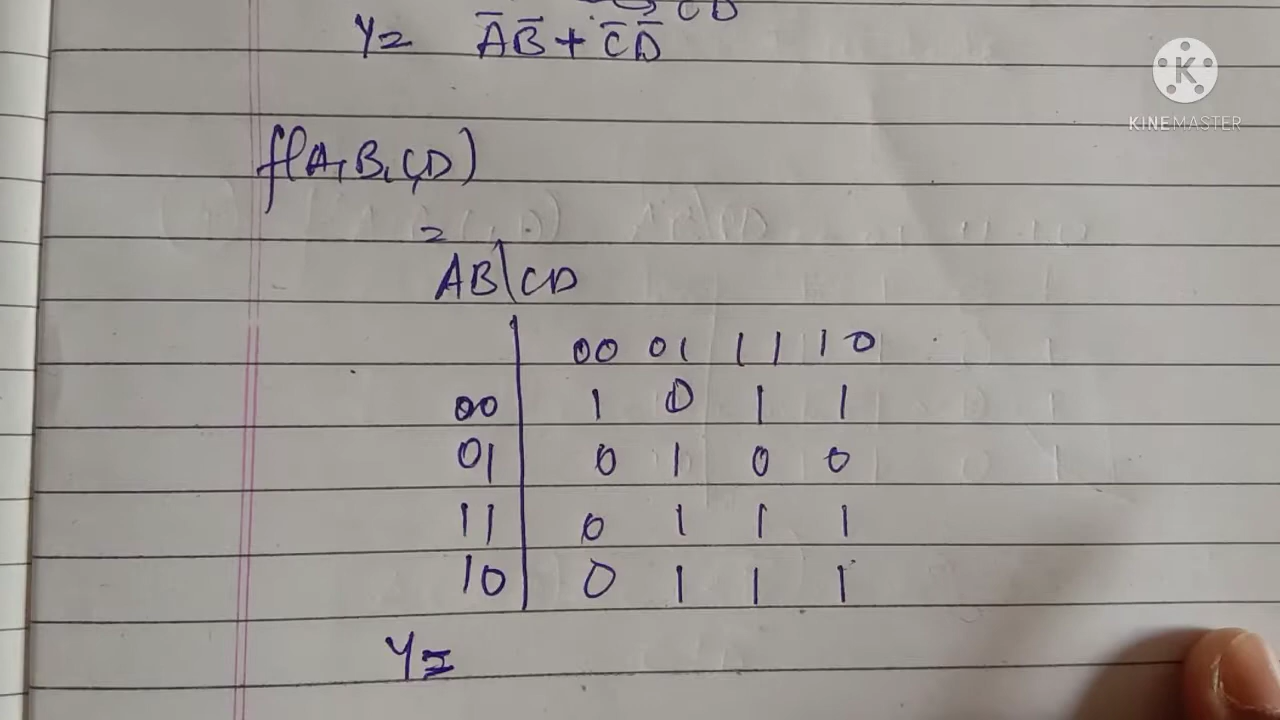 CD
Y= A̅B̅ + C̅D̅
K
KINEMASTER
f(A,B,C,D)
=
AB\CD
00 01 11 10
00 1 0 1 1
01 0 1 0 0
11 0 1 1 1
10 0 1 1 1
Y=